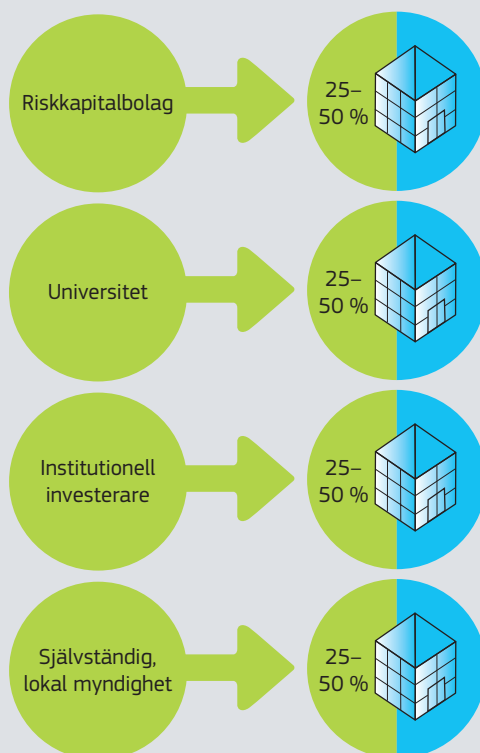 Riskkapitalbolag
25–
50 %
Universitet
25–
50 %
Institutionell
investerare
25–
50 %
Självständig,
lokal myndighet
25–
50 %